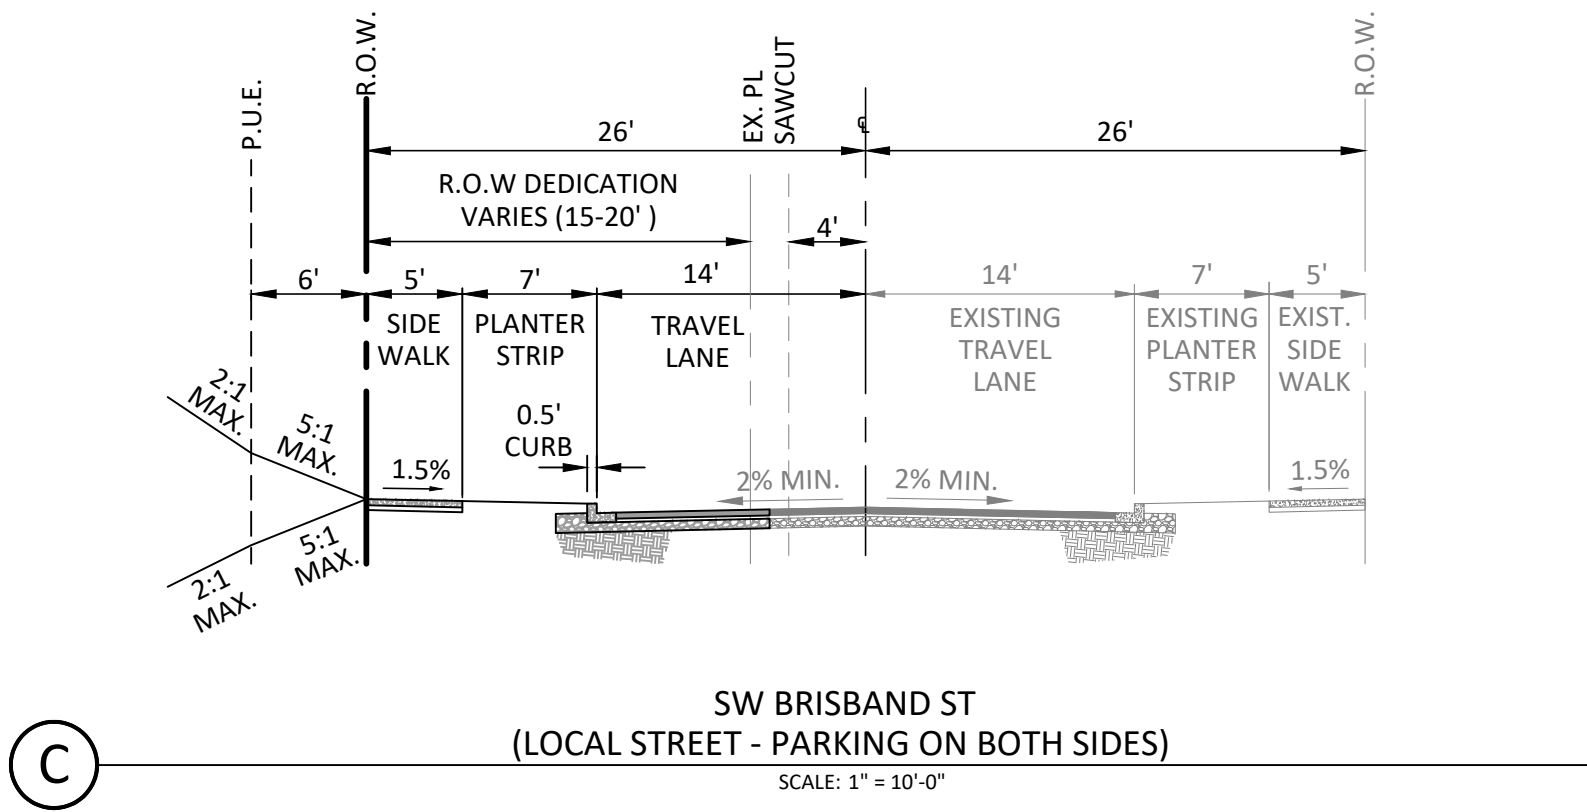 P.U.E.
R.O.W.
EX. PL
SAWCUT
R.O.W.
26'
℄
26'
R.O.W DEDICATION
VARIES (15-20' )
4'
6'
5'
7'
14'
14'
7'
5'
SIDE
WALK
PLANTER
STRIP
TRAVEL
LANE
EXISTING
TRAVEL
LANE
EXISTING
PLANTER
STRIP
EXIST.
SIDE
WALK
2:1
MAX.
5:1
MAX.
0.5'
CURB
1.5%
2% MIN.
2% MIN.
1.5%
5:1
MAX.
2:1
MAX.
SW BRISBAND ST
(LOCAL STREET - PARKING ON BOTH SIDES)
C
SCALE: 1" = 10'-0"